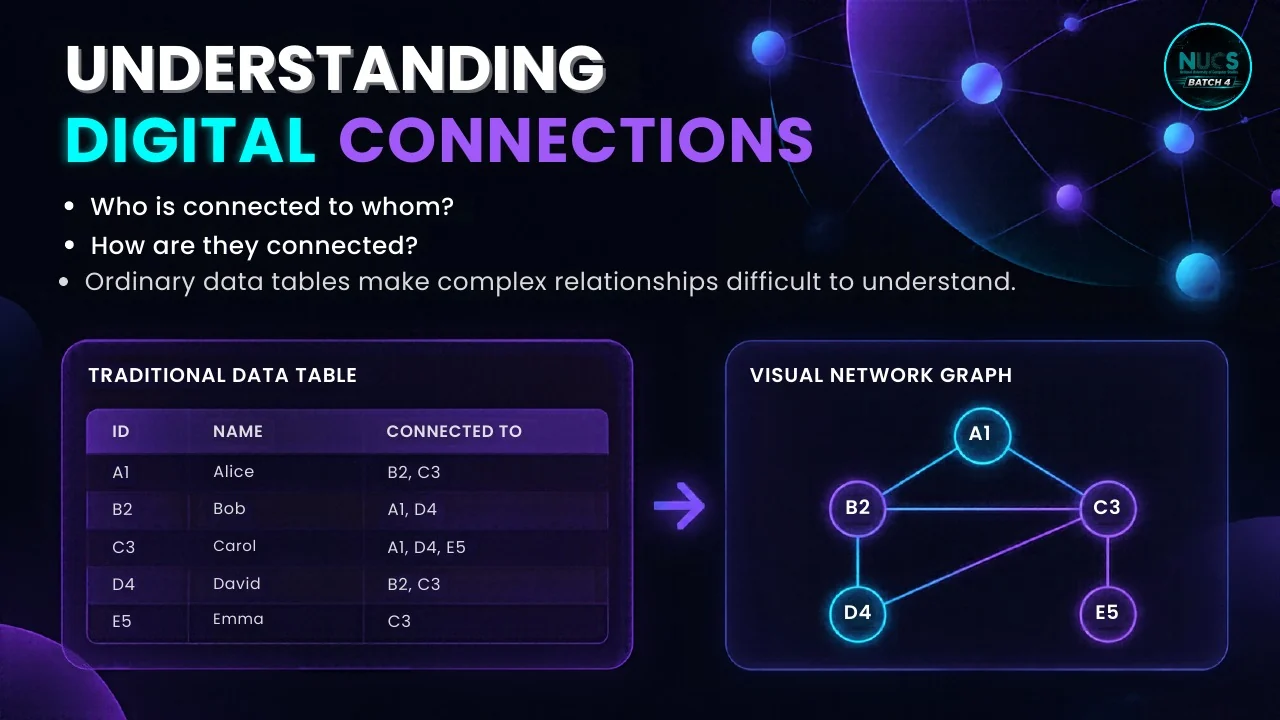 UNDERSTANDING
DIGITAL CONNECTIONS
NUCS
BATCH 4
• Who is connected to whom?
• How are they connected?
• Ordinary data tables make complex relationships difficult to understand.
TRADITIONAL DATA TABLE
ID NAME CONNECTED TO
A1 Alice B2, C3
B2 Bob A1, D4
C3 Carol A1, D4, E5
D4 David B2, C3
E5 Emma C3
VISUAL NETWORK GRAPH
A1
B2 C3
D4 E5